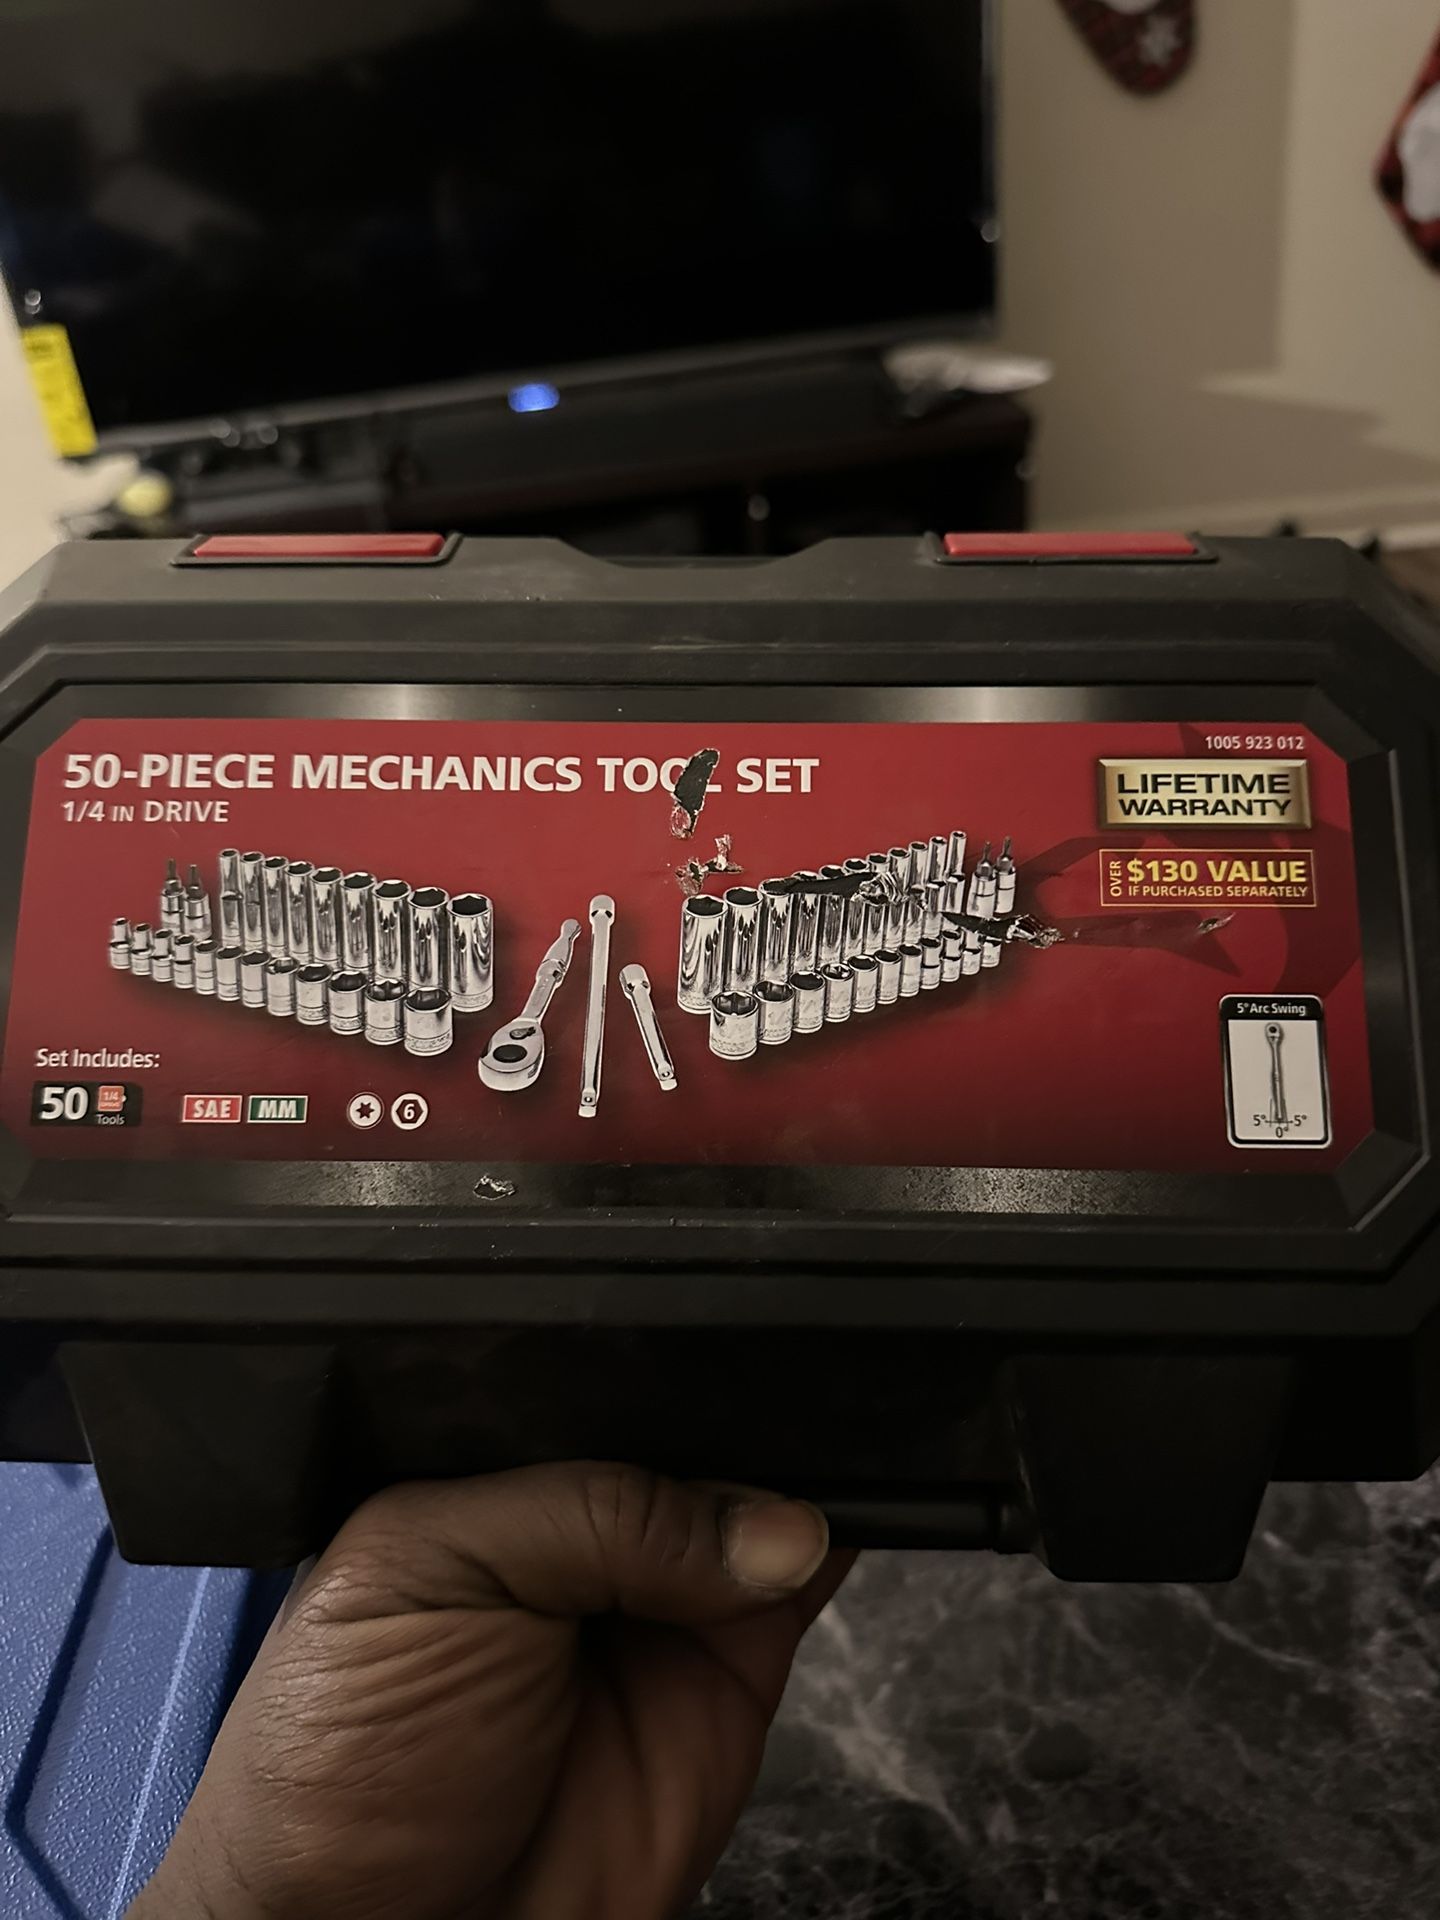 50-PIECE MECHANICS TOOL SET
1005 923 012
1/4 IN DRIVE
LIFETIME
WARRANTY
OVER
$130 VALUE
IF PURCHASED SEPARATELY
5° Arc Swing
5° 5°
0°
Set Includes:
50 1/4
Tools
SAE MM
6